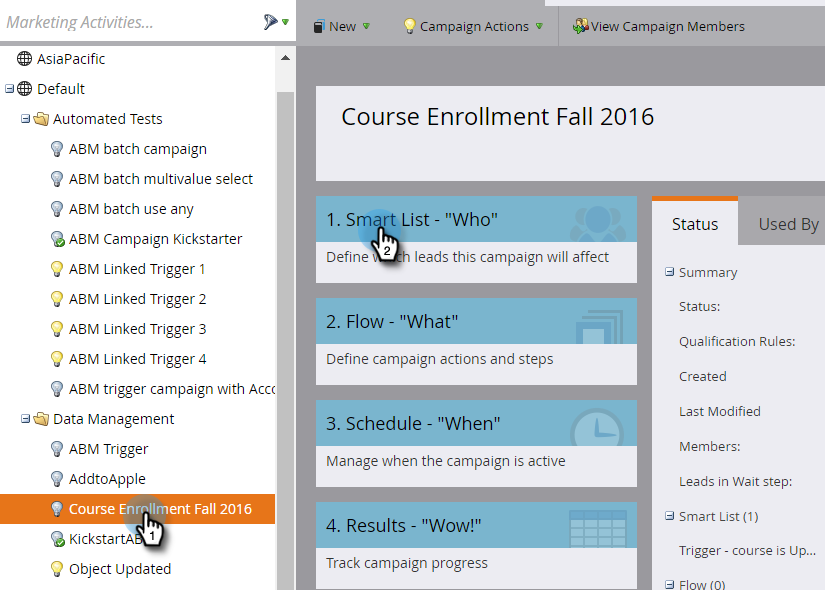 Marketing Activities...
AsiaPacific
Default
Automated Tests
ABM batch campaign
ABM batch multivalue select
ABM batch use any
ABM Campaign Kickstarter
ABM Linked Trigger 1
ABM Linked Trigger 2
ABM Linked Trigger 3
ABM Linked Trigger 4
ABM trigger campaign with Acco
Data Management
ABM Trigger
AddtoApple
Course Enrollment Fall 2016
1
KickstartAB
Object Updated
New
Campaign Actions
View Campaign Members
Course Enrollment Fall 2016
1. Smart List - "Who"
2
Define which leads this campaign will affect
2. Flow - "What"
Define campaign actions and steps
3. Schedule - "When"
Manage when the campaign is active
4. Results - "Wow!"
Track campaign progress
Status
Used By
Summary
Status:
Qualification Rules:
Created
Last Modified
Members:
Leads in Wait step:
Smart List (1)
Trigger - course is Up...
Flow (0)